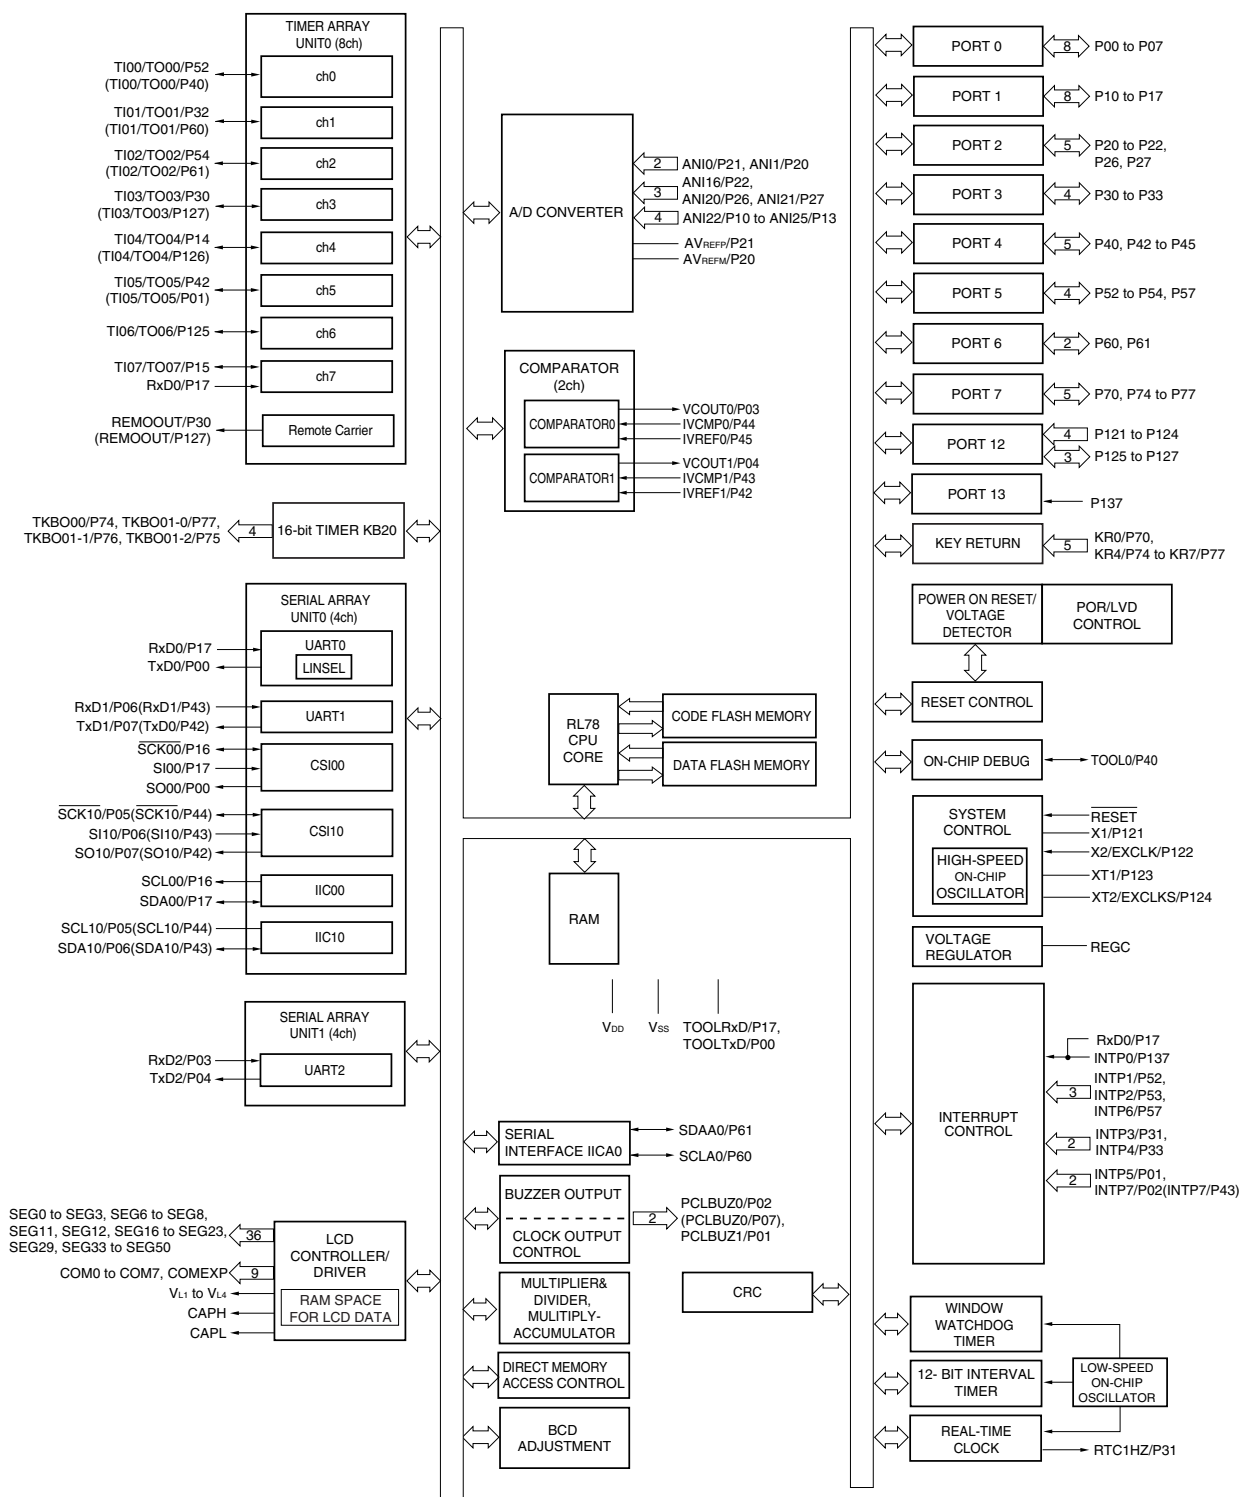 TIMER ARRAY
UNIT0 (8ch)
TI00/TO00/P52
(TI00/TO00/P40)
ch0
TI01/TO01/P32
(TI01/TO01/P60)
ch1
TI02/TO02/P54
(TI02/TO02/P61)
ch2
TI03/TO03/P30
(TI03/TO03/P127)
ch3
TI04/TO04/P14
(TI04/TO04/P126)
ch4
TI05/TO05/P42
(TI05/TO05/P01)
ch5
TI06/TO06/P125
ch6
TI07/TO07/P15
RxD0/P17
ch7
REMOOUT/P30
(REMOOUT/P127)
Remote Carrier
TKBO00/P74, TKBO01-0/P77,
TKBO01-1/P76, TKBO01-2/P75
4
16-bit TIMER KB20
SERIAL ARRAY
UNIT0 (4ch)
RxD0/P17
TxD0/P00
UART0
LINSEL
RxD1/P06(RxD1/P43)
TxD1/P07(TxD0/P42)
UART1
SCK00/P16
SI00/P17
SO00/P00
CSI00
SCK10/P05(SCK10/P44)
SI10/P06(SI10/P43)
SO10/P07(SO10/P42)
CSI10
SCL00/P16
SDA00/P17
IIC00
SCL10/P05(SCL10/P44)
SDA10/P06(SDA10/P43)
IIC10
SERIAL ARRAY
UNIT1 (4ch)
RxD2/P03
TxD2/P04
UART2
SEG0 to SEG3, SEG6 to SEG8,
SEG11, SEG12, SEG16 to SEG23,
SEG29, SEG33 to SEG50
36
COM0 to COM7, COMEXP
9
VL1 to VL4
CAPH
CAPL
LCD
CONTROLLER/
DRIVER
RAM SPACE
FOR LCD DATA
A/D CONVERTER
2
ANI0/P21, ANI1/P20
3
ANI16/P22,
ANI20/P26, ANI21/P27
4
ANI22/P10 to ANI25/P13
AVREFP/P21
AVREFM/P20
COMPARATOR
(2ch)
COMPARATOR0
VCOUT0/P03
IVCMP0/P44
IVREF0/P45
COMPARATOR1
VCOUT1/P04
IVCMP1/P43
IVREF1/P42
RL78
CPU
CORE
CODE FLASH MEMORY
DATA FLASH MEMORY
RAM
VDD
VSS
TOOLRxD/P17,
TOOLTxD/P00
SERIAL
INTERFACE IICA0
SDAA0/P61
SCLA0/P60
BUZZER OUTPUT
CLOCK OUTPUT
CONTROL
2
PCLBUZ0/P02
(PCLBUZ0/P07),
PCLBUZ1/P01
MULTIPLIER&
DIVIDER,
MULITIPLY-
ACCUMULATOR
CRC
DIRECT MEMORY
ACCESS CONTROL
BCD
ADJUSTMENT
PORT 0
8
P00 to P07
PORT 1
8
P10 to P17
PORT 2
5
P20 to P22,
P26, P27
PORT 3
4
P30 to P33
PORT 4
5
P40, P42 to P45
PORT 5
4
P52 to P54, P57
PORT 6
2
P60, P61
PORT 7
5
P70, P74 to P77
PORT 12
4
P121 to P124
3
P125 to P127
PORT 13
P137
KEY RETURN
5
KR0/P70,
KR4/P74 to KR7/P77
POWER ON RESET/
VOLTAGE
DETECTOR
POR/LVD
CONTROL
RESET CONTROL
ON-CHIP DEBUG
TOOL0/P40
SYSTEM
CONTROL
HIGH-SPEED
ON-CHIP
OSCILLATOR
RESET
X1/P121
X2/EXCLK/P122
XT1/P123
XT2/EXCLKS/P124
VOLTAGE
REGULATOR
REGC
INTERRUPT
CONTROL
RxD0/P17
INTP0/P137
3
INTP1/P52,
INTP2/P53,
INTP6/P57
2
INTP3/P31,
INTP4/P33
2
INTP5/P01,
INTP7/P02(INTP7/P43)
WINDOW
WATCHDOG
TIMER
12- BIT INTERVAL
TIMER
LOW-SPEED
ON-CHIP
OSCILLATOR
REAL-TIME
CLOCK
RTC1HZ/P31